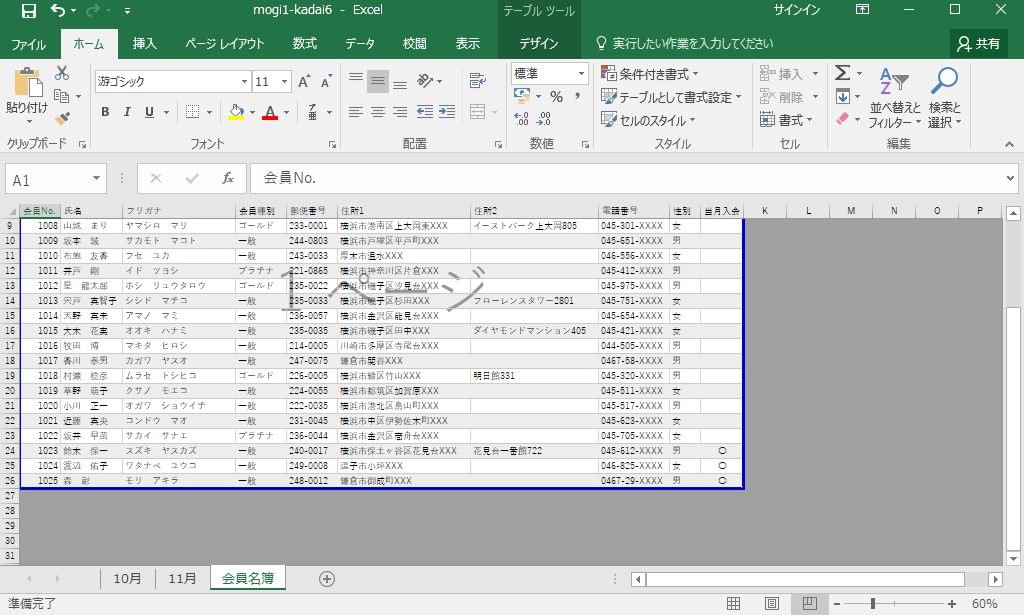 mogi1-kadai6 - Excel
テーブル ツール
サインイン
ファイル ホーム 挿入 ページ レイアウト 数式 データ 校閲 表示 デザイン 実行したい作業を入力してください 共有
貼り付け
游ゴシック 11
B I U
標準
% ,
条件付き書式
テーブルとして書式設定
セルのスタイル
挿入
削除
書式
Σ
並べ替えと フィルター
検索と 選択
クリップボード フォント 配置 数値 スタイル セル 編集
A1 fx 会員No.
会員No. 氏名 フリガナ 会員種別 郵便番号 住所1 住所2 電話番号 性別 当月入会 K L M N O P
9 1008 山城 まり ヤマシロ マリ ゴールド 233-0001 横浜市港南区上大岡東XXX イーストパーク上大岡805 045-301-XXXX 女
10 1009 坂本 誠 サカモト マコト 一般 244-0803 横浜市戸塚区平戸町XXX 045-651-XXXX 男
11 1010 布施 友香 フセ ユカ 一般 243-0033 厚木市温水XXX 046-556-XXXX 女
12 1011 井戸 剛 イド ツヨシ プラチナ 221-0865 横浜市神奈川区片倉XXX 045-412-XXXX 男
13 1012 星 龍太郎 ホシ リュウタロウ ゴールド 235-0022 横浜市磯子区汐見台XXX 045-975-XXXX 男
14 1013 宍戸 真智子 シシド マチコ 一般 235-0033 横浜市磯子区杉田XXX フローレンスタワー2801 045-751-XXXX 女
15 1014 天野 真未 アマノ マミ 一般 236-0057 横浜市金沢区能見台XXX 045-654-XXXX 女
16 1015 大木 花実 オオキ ハナミ 一般 235-0035 横浜市磯子区田中XXX ダイヤモンドマンション405 045-421-XXXX 女
17 1016 牧田 博 マキタ ヒロシ 一般 214-0005 川崎市多摩区寺尾台XXX 044-505-XXXX 男
18 1017 香川 泰男 カガワ ヤスオ 一般 247-0075 鎌倉市関谷XXX 0467-58-XXXX 男
19 1018 村瀬 稔彦 ムラセ トシヒコ ゴールド 226-0005 横浜市緑区竹山XXX 明日館331 045-320-XXXX 男
20 1019 草野 萌子 クサノ モエコ 一般 224-0055 横浜市都筑区加賀原XXX 045-511-XXXX 女
21 1020 小川 正一 オガワ ショウイチ 一般 222-0035 横浜市港北区鳥山町XXX 045-517-XXXX 男
22 1021 近藤 真央 コンドウ マオ 一般 231-0045 横浜市中区伊勢佐木町XXX 045-623-XXXX 女
23 1022 坂井 早苗 サカイ サナエ プラチナ 236-0044 横浜市金沢区高舟台XXX 045-705-XXXX 女
24 1023 鈴木 保一 スズキ ヤスカズ 一般 240-0017 横浜市保土ヶ谷区花見台XXX 花見台一番館722 045-612-XXXX 男 ○
25 1024 渡辺 佑子 ワタナベ ユウコ 一般 249-0008 逗子市小坪XXX 046-825-XXXX 女 ○
26 1025 森 彰 モリ アキラ 一般 248-0012 鎌倉市御成町XXX 0467-29-XXXX 男 ○
27
28
29
30
31
1 ページ
10月 11月 会員名簿
準備完了 60%